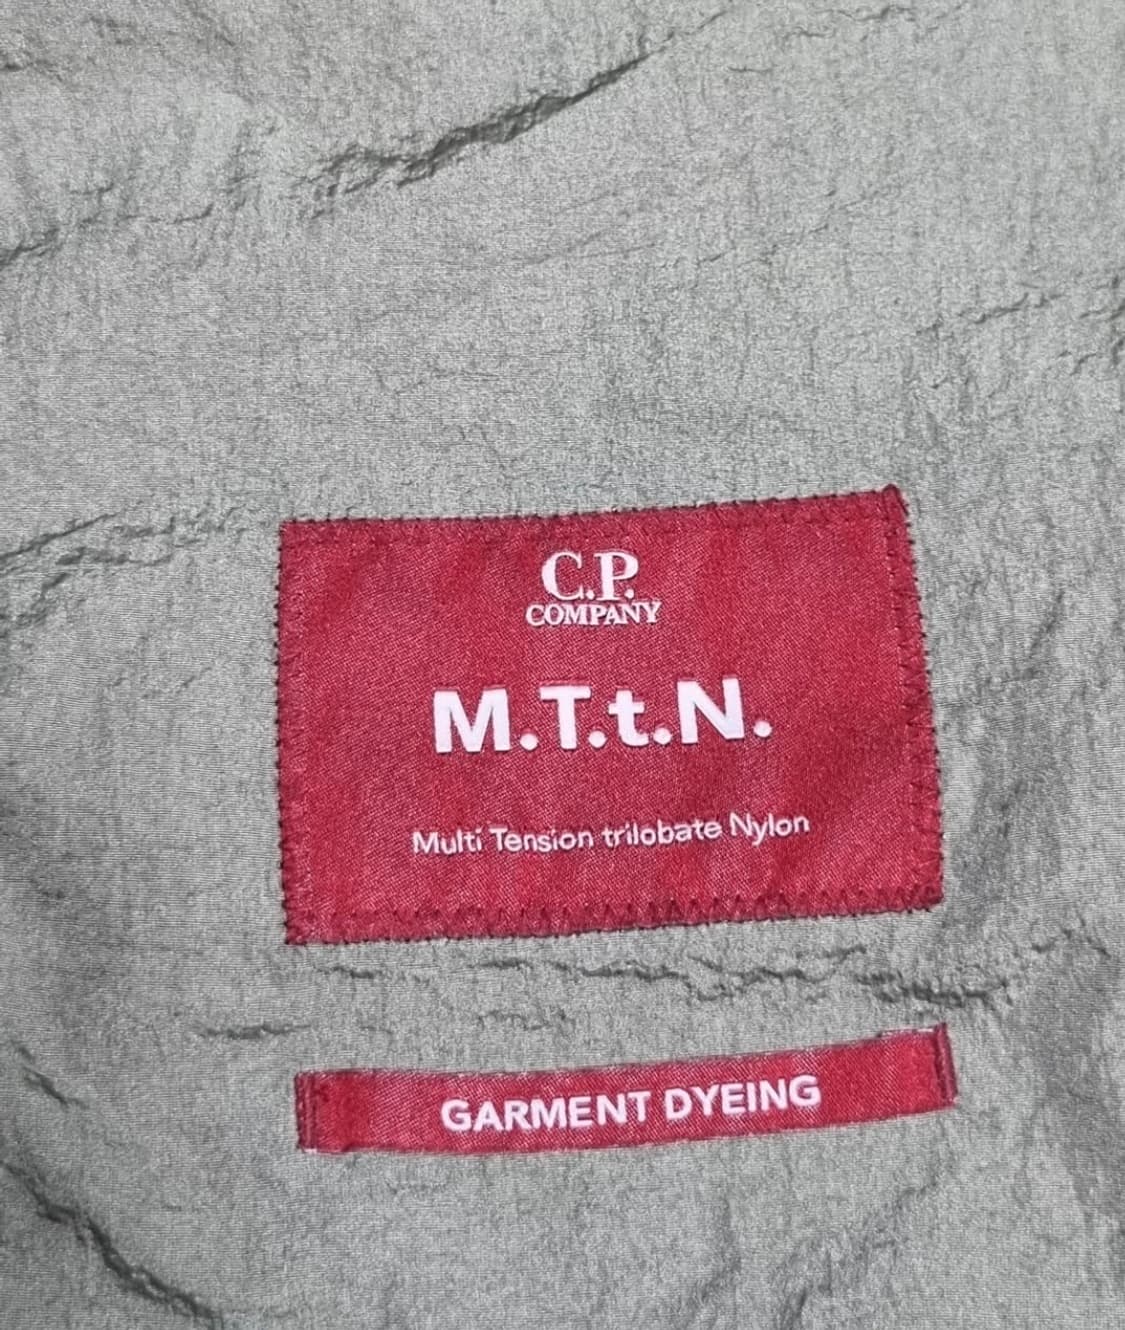 C.P.
COMPANY
M.T.t.N.
Multi Tension trilobate Nylon
GARMENT DYEING